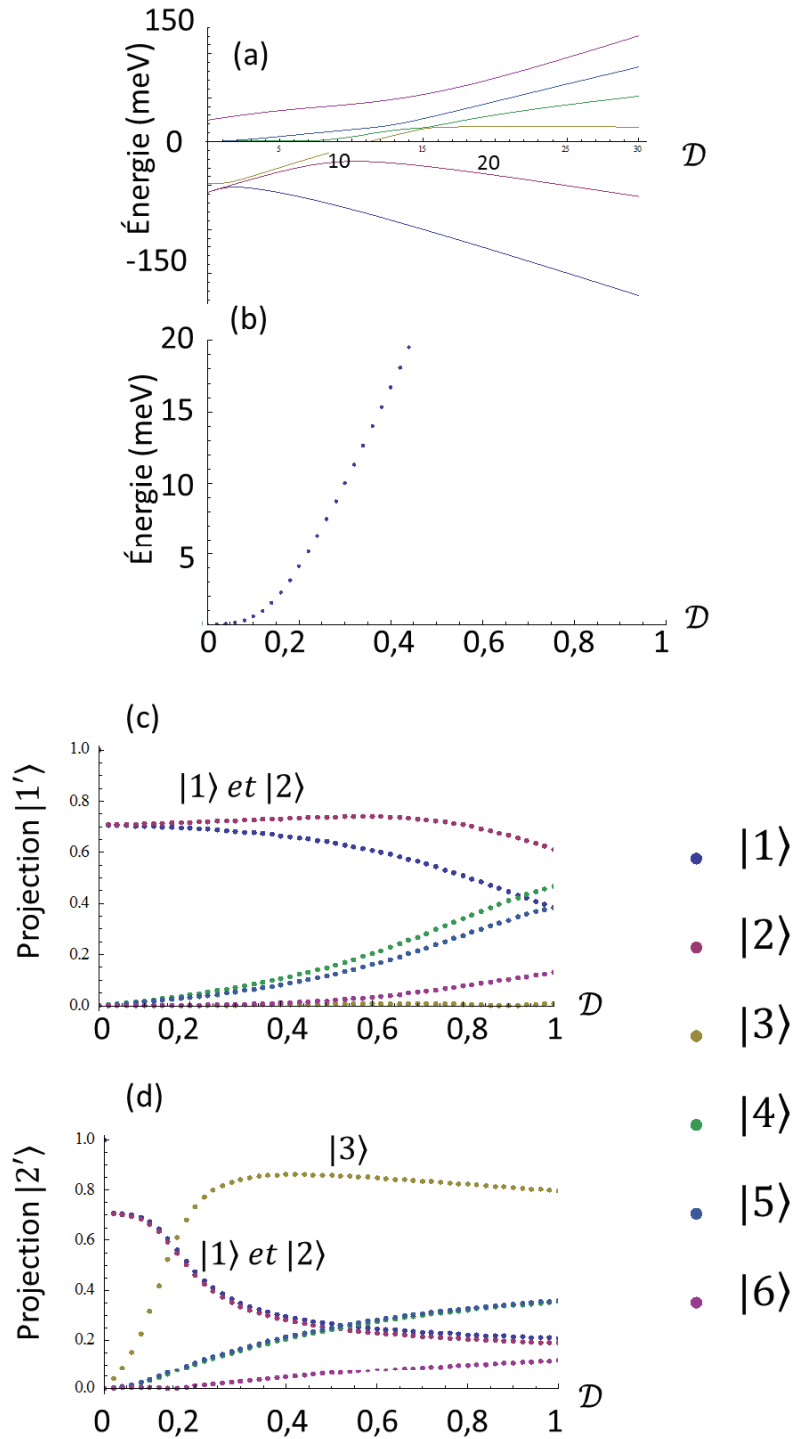 (a)
Énergie (meV)
150
0
-150
5
10
15
20
25
30
𝒟
(b)
Énergie (meV)
20
15
10
5
0 0,2 0,4 0,6 0,8 1
𝒟
(c)
Projection |1′⟩
1.0
0.8
0.6
0.4
0.2
0.0
|1⟩ et |2⟩
0 0,2 0,4 0,6 0,8 1
𝒟
(d)
Projection |2′⟩
1.0
0.8
0.6
0.4
0.2
0.0
|3⟩
|1⟩ et |2⟩
0 0,2 0,4 0,6 0,8 1
𝒟
|1⟩
|2⟩
|3⟩
|4⟩
|5⟩
|6⟩